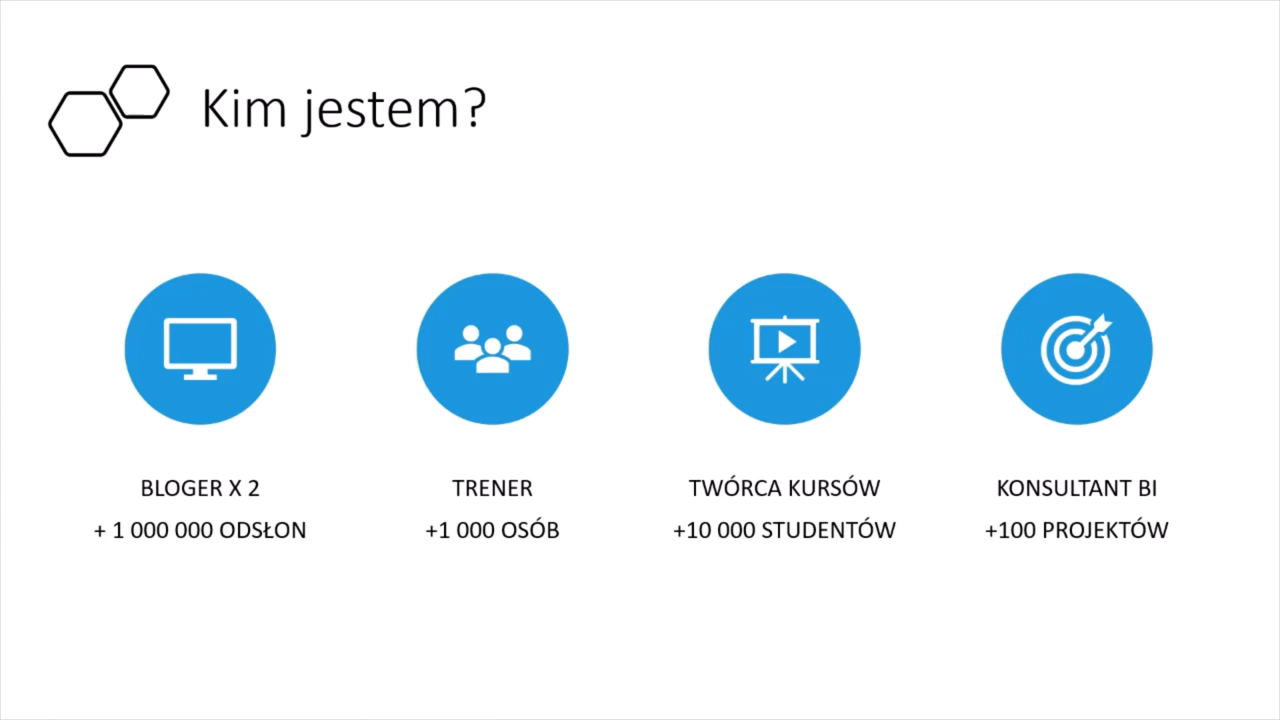 Kim jestem?
BLOGER X 2
+ 1 000 000 ODSŁON
TRENER
+1 000 OSÓB
TWÓRCA KURSÓW
+10 000 STUDENTÓW
KONSULTANT BI
+100 PROJEKTÓW